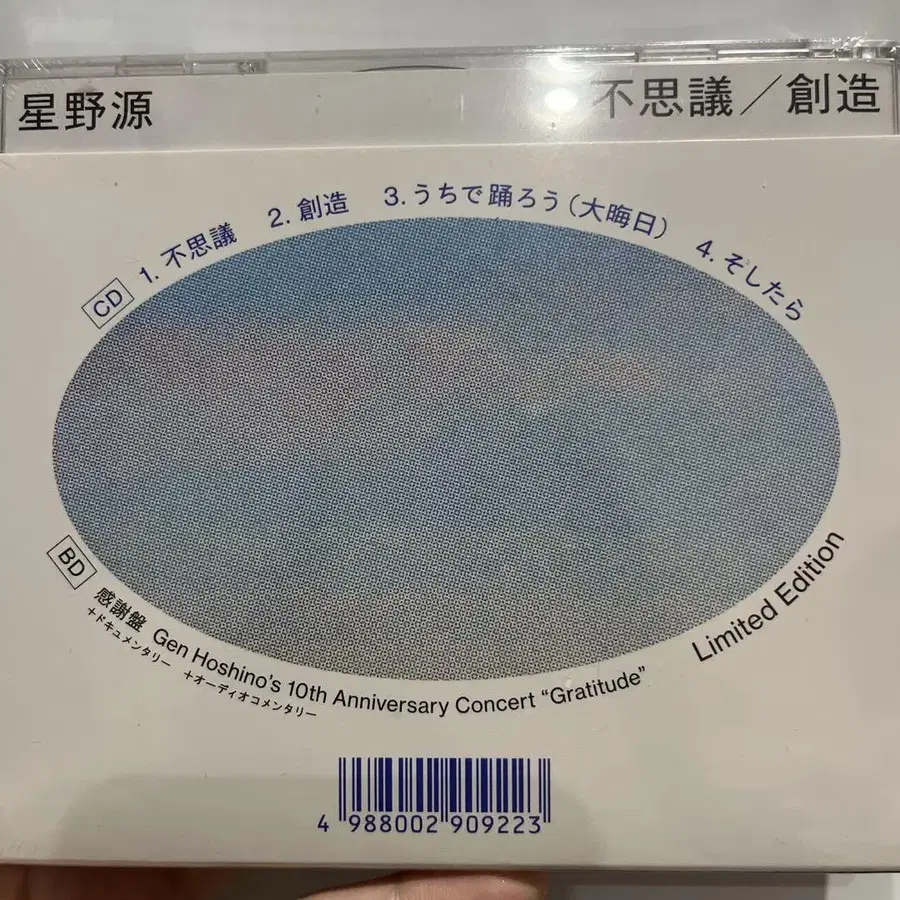 星野源
不思議／創造
CD 1. 不思議 2. 創造 3. うちで踊ろう（大晦日） 4. そしたら
BD 感謝盤 Gen Hoshino's 10th Anniversary Concert “Gratitude”
+ドキュメンタリー +オーディオコメンタリー
Limited Edition
4 988002 909223